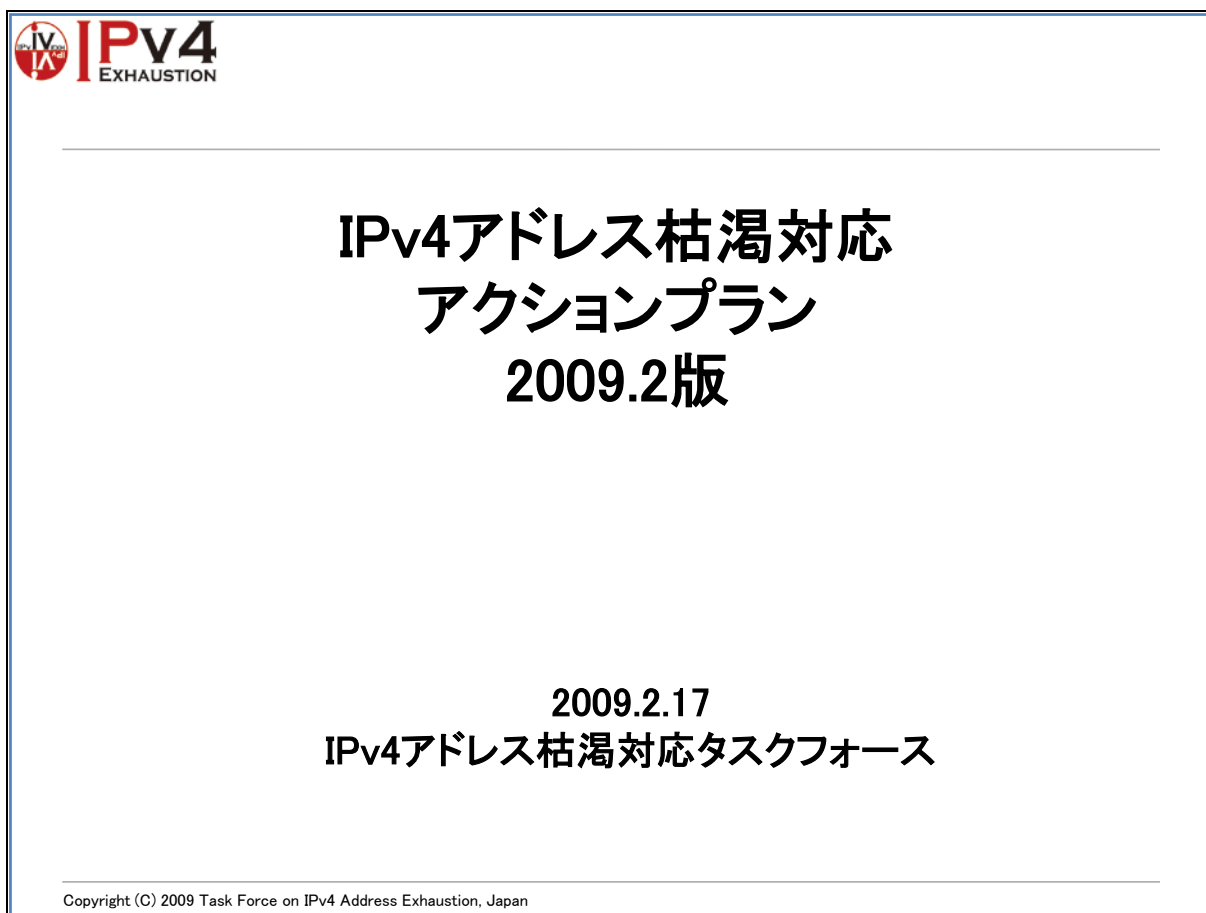 IPv4
EXHAUSTION
IPv4アドレス枯渇対応
アクションプラン
2009.2版
2009.2.17
IPv4アドレス枯渇対応タスクフォース
Copyright (C) 2009 Task Force on IPv4 Address Exhaustion, Japan